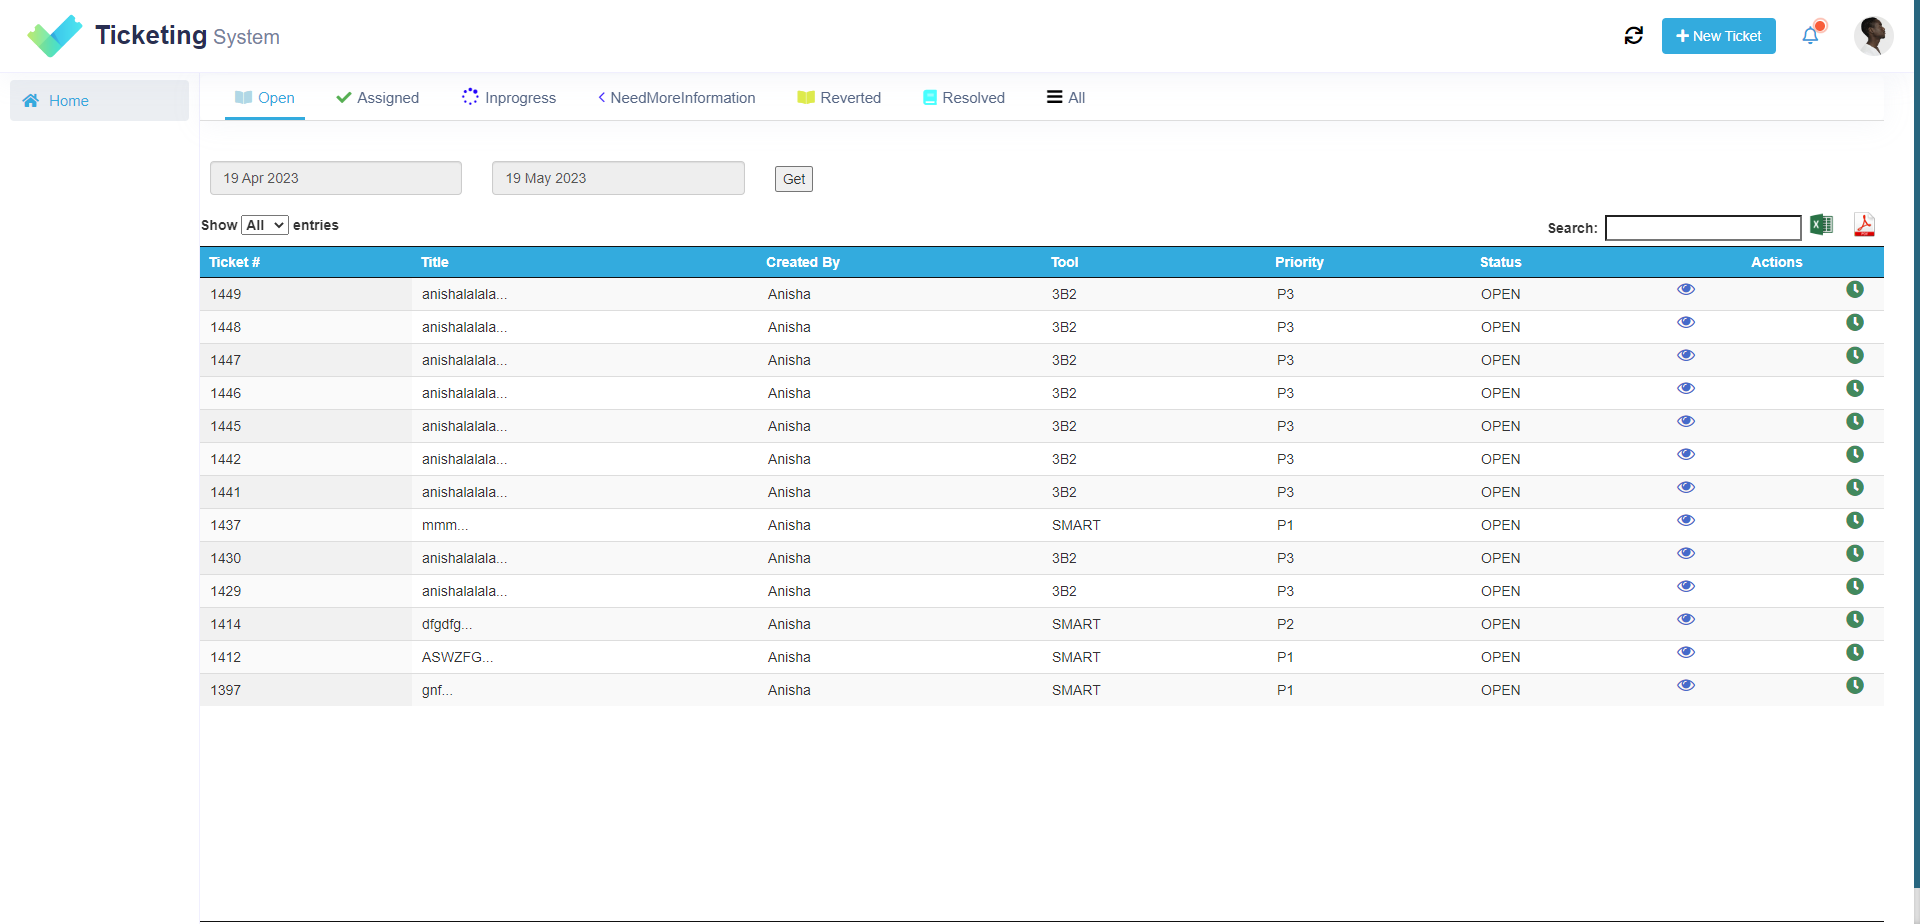 Ticketing System
New Ticket
Home
Open Assigned Inprogress NeedMoreInformation Reverted Resolved All
19 Apr 2023 19 May 2023 Get
Show All entries Search:
Ticket # Title Created By Tool Priority Status Actions
1449 anishalalala... Anisha 3B2 P3 OPEN
1448 anishalalala... Anisha 3B2 P3 OPEN
1447 anishalalala... Anisha 3B2 P3 OPEN
1446 anishalalala... Anisha 3B2 P3 OPEN
1445 anishalalala... Anisha 3B2 P3 OPEN
1442 anishalalala... Anisha 3B2 P3 OPEN
1441 anishalalala... Anisha 3B2 P3 OPEN
1437 mmm... Anisha SMART P1 OPEN
1430 anishalalala... Anisha 3B2 P3 OPEN
1429 anishalalala... Anisha 3B2 P3 OPEN
1414 dfgdfg... Anisha SMART P2 OPEN
1412 ASWZFG... Anisha SMART P1 OPEN
1397 gnf... Anisha SMART P1 OPEN